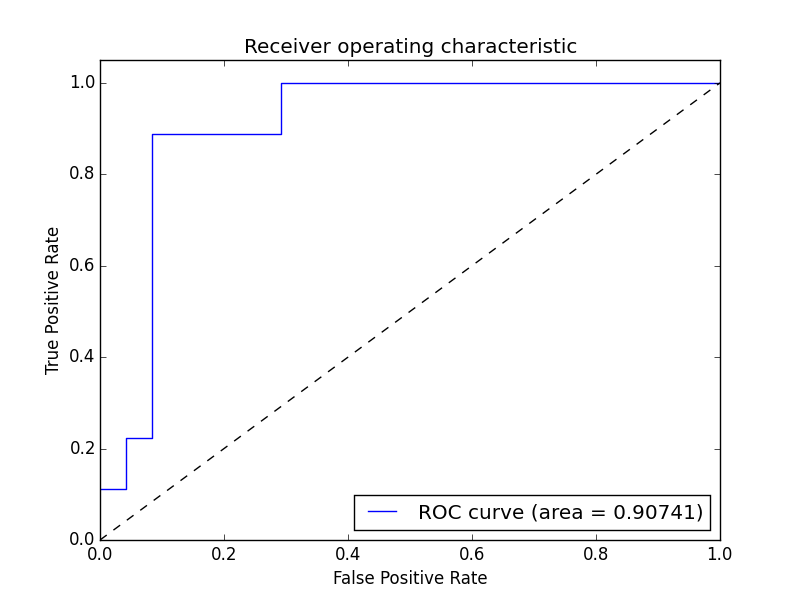 Receiver operating characteristic
1.0
0.8
0.6
0.4
0.2
0.0
True Positive Rate
ROC curve (area = 0.90741)
0.0 0.2 0.4 0.6 0.8 1.0
False Positive Rate